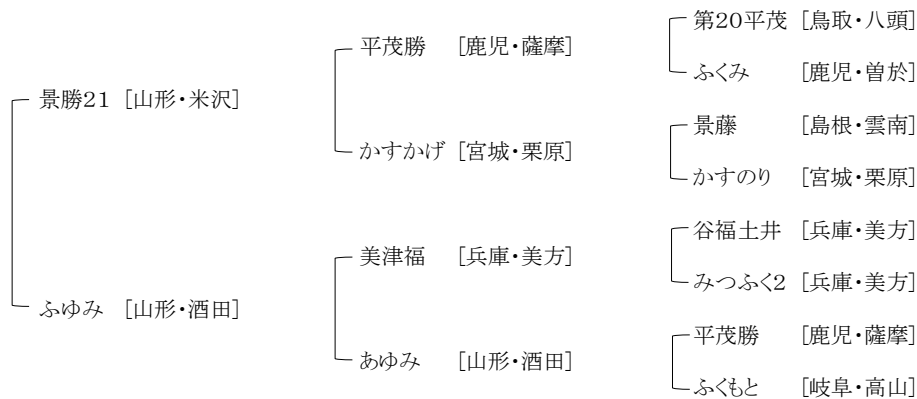 第20平茂 [鳥取・八頭]
平茂勝 [鹿児・薩摩]
ふくみ [鹿児・曽於]
景勝21 [山形・米沢]
景藤 [島根・雲南]
かすかげ [宮城・栗原]
かすのり [宮城・栗原]
谷福土井 [兵庫・美方]
美津福 [兵庫・美方]
みつふく2 [兵庫・美方]
ふゆみ [山形・酒田]
平茂勝 [鹿児・薩摩]
あゆみ [山形・酒田]
ふくもと [岐阜・高山]